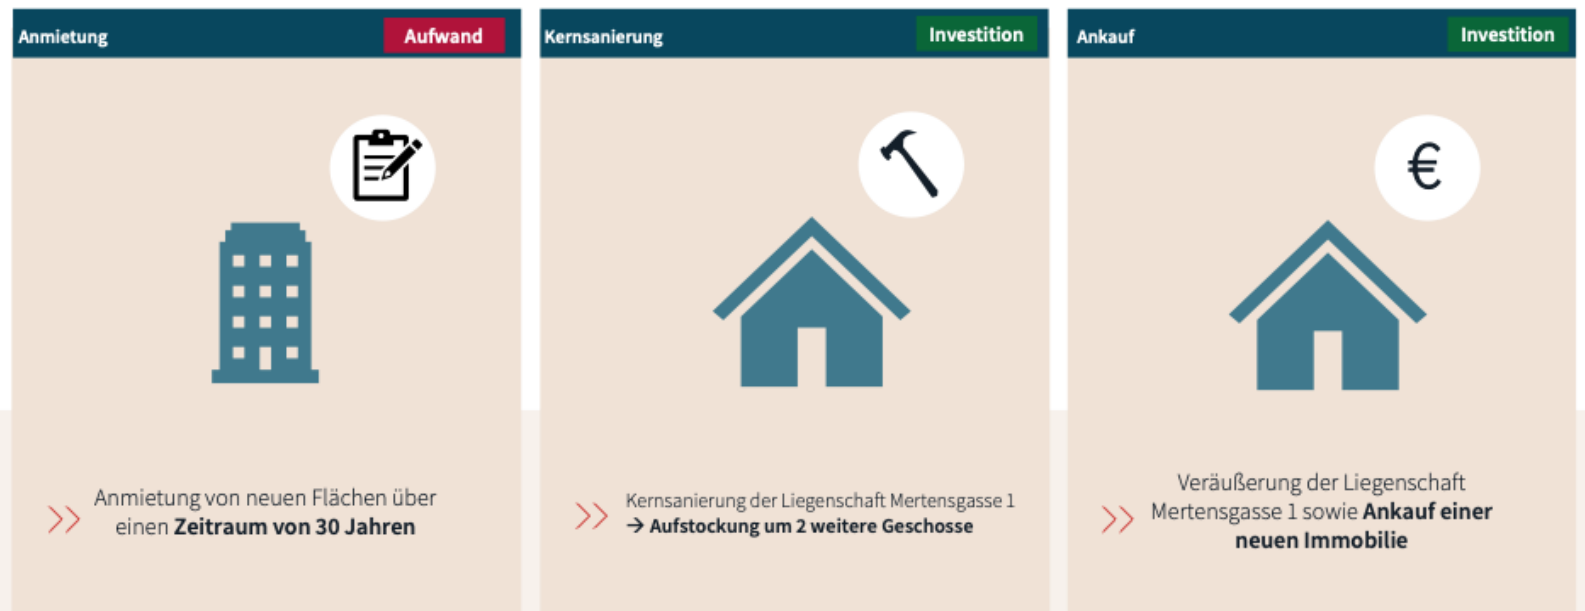 Anmietung
Aufwand
Anmietung von neuen Flächen über
einen Zeitraum von 30 Jahren
Kernsanierung
Investition
Kernsanierung der Liegenschaft Mertensgasse 1
→ Aufstockung um 2 weitere Geschosse
Ankauf
Investition
€
Veräußerung der Liegenschaft
Mertensgasse 1 sowie Ankauf einer
neuen Immobilie